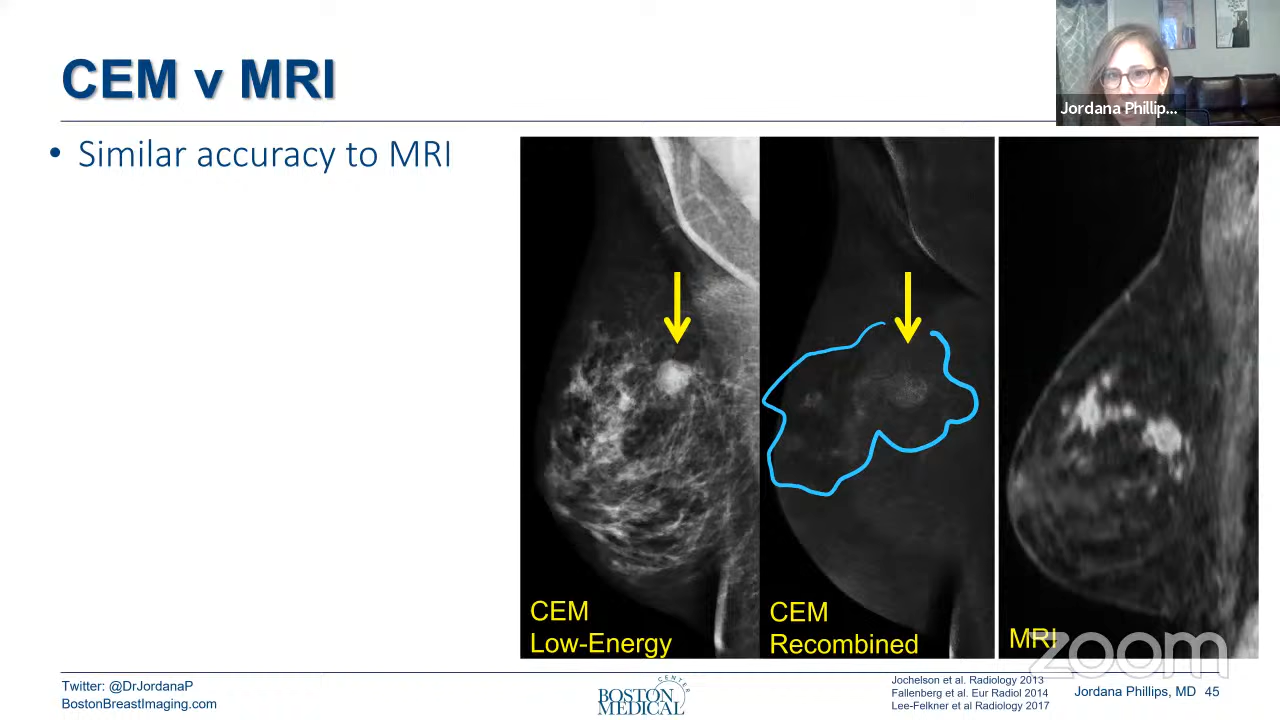 CEM v MRI
Jordana Phillip...
• Similar accuracy to MRI
CEM
Low-Energy
CEM
Recombined
MRI
zoom
Twitter: @DrJordanaP
BostonBreastImaging.com
BOSTON
MEDICAL
CENTER
Jochelson et al. Radiology 2013
Fallenberg et al. Eur Radiol 2014
Lee-Felkner et al Radiology 2017
Jordana Phillips, MD 45